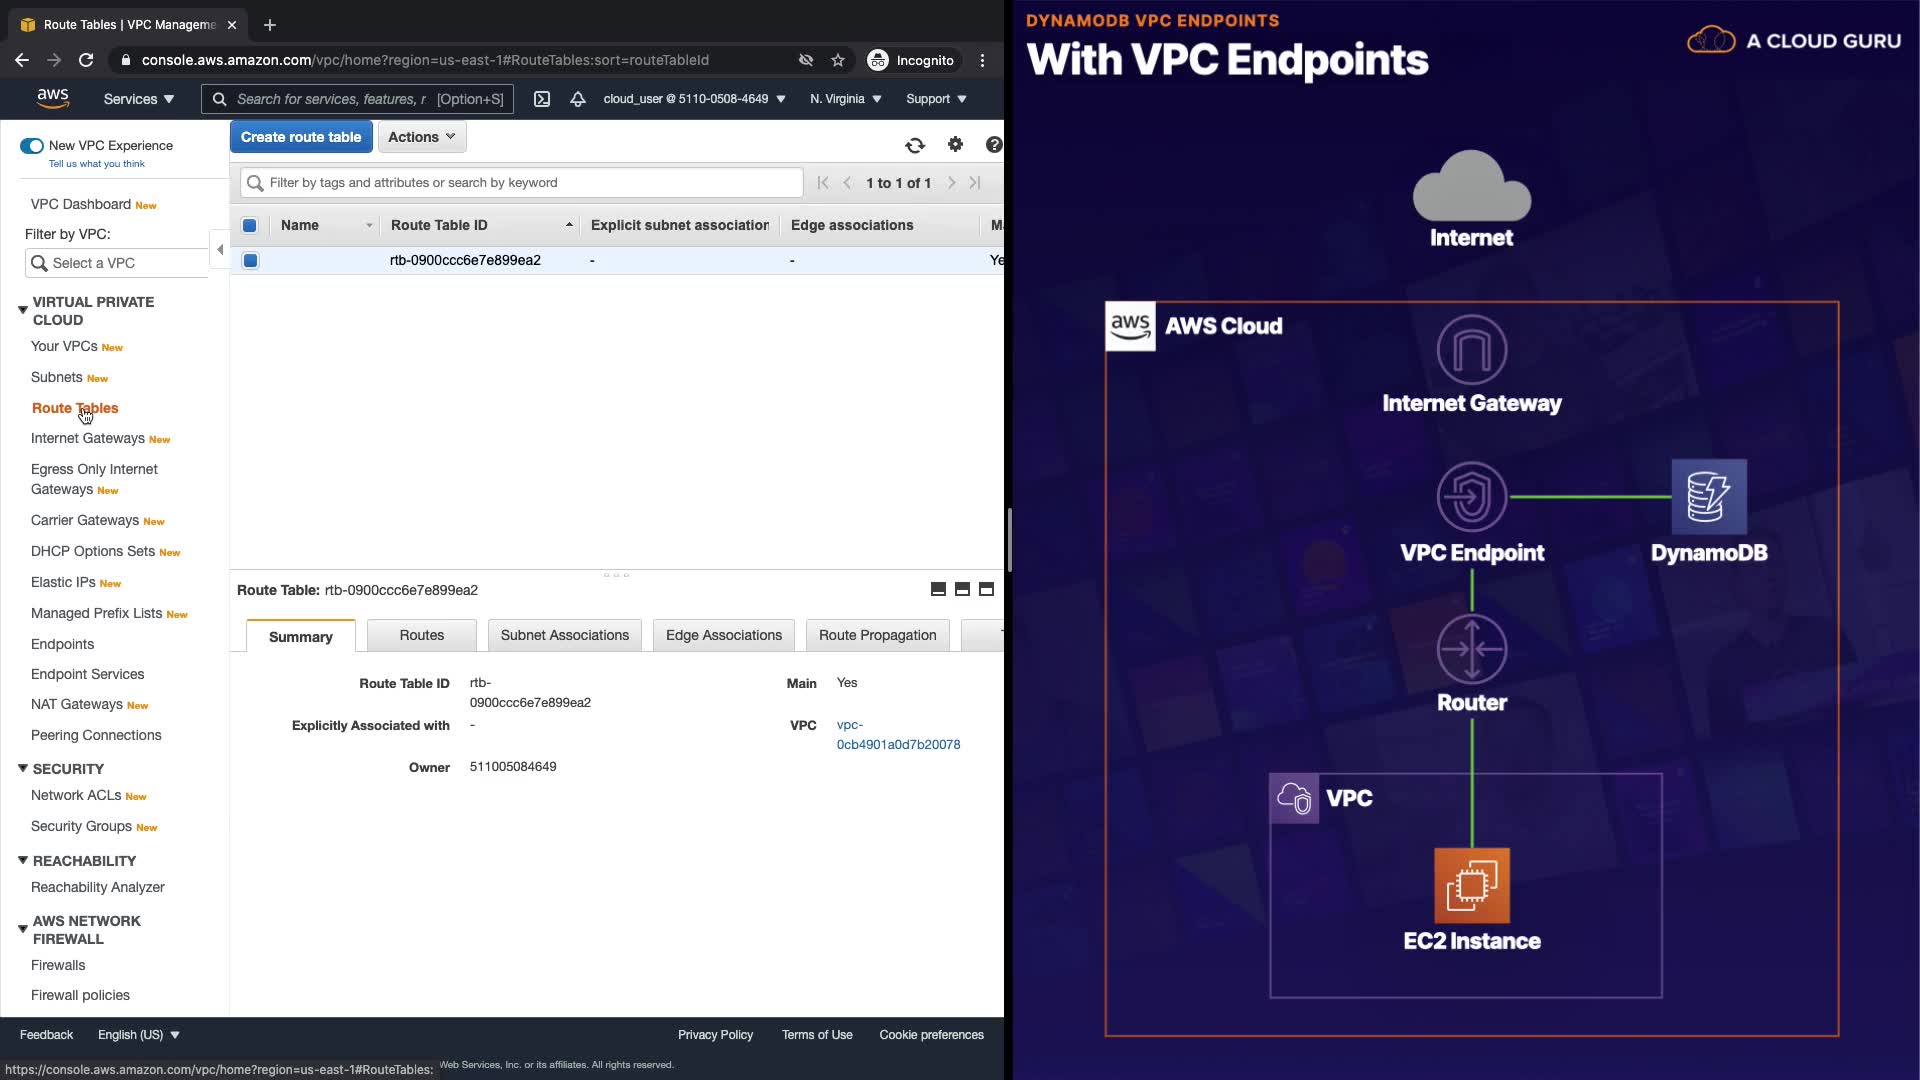 Route Tables | VPC Manageme
console.aws.amazon.com/vpc/home?region=us-east-1#RouteTables:sort=routeTableId
Incognito
aws
Services
Search for services, features, r [Option+S]
cloud_user @ 5110-0508-4649
N. Virginia
Support
New VPC Experience
Tell us what you think
VPC Dashboard New
Filter by VPC:
Select a VPC
VIRTUAL PRIVATE
CLOUD
Your VPCs New
Subnets New
Route Tables
Internet Gateways New
Egress Only Internet
Gateways New
Carrier Gateways New
DHCP Options Sets New
Elastic IPs New
Managed Prefix Lists New
Endpoints
Endpoint Services
NAT Gateways New
Peering Connections
SECURITY
Network ACLs New
Security Groups New
REACHABILITY
Reachability Analyzer
AWS NETWORK
FIREWALL
Firewalls
Firewall policies
Create route table
Actions
Filter by tags and attributes or search by keyword
1 to 1 of 1
Name
Route Table ID
Explicit subnet association
Edge associations
Ma
rtb-0900ccc6e7e899ea2
-
-
Ye
Route Table: rtb-0900ccc6e7e899ea2
Summary
Routes
Subnet Associations
Edge Associations
Route Propagation
Route Table ID
rtb-
0900ccc6e7e899ea2
Main
Yes
Explicitly Associated with
-
VPC
vpc-
0cb4901a0d7b20078
Owner
511005084649
Feedback
English (US)
Privacy Policy
Terms of Use
Cookie preferences
https://console.aws.amazon.com/vpc/home?region=us-east-1#RouteTables:
Web Services, Inc. or its affiliates. All rights reserved.
DYNAMODB VPC ENDPOINTS
With VPC Endpoints
A CLOUD GURU
Internet
aws
AWS Cloud
Internet Gateway
VPC Endpoint
DynamoDB
Router
VPC
EC2 Instance